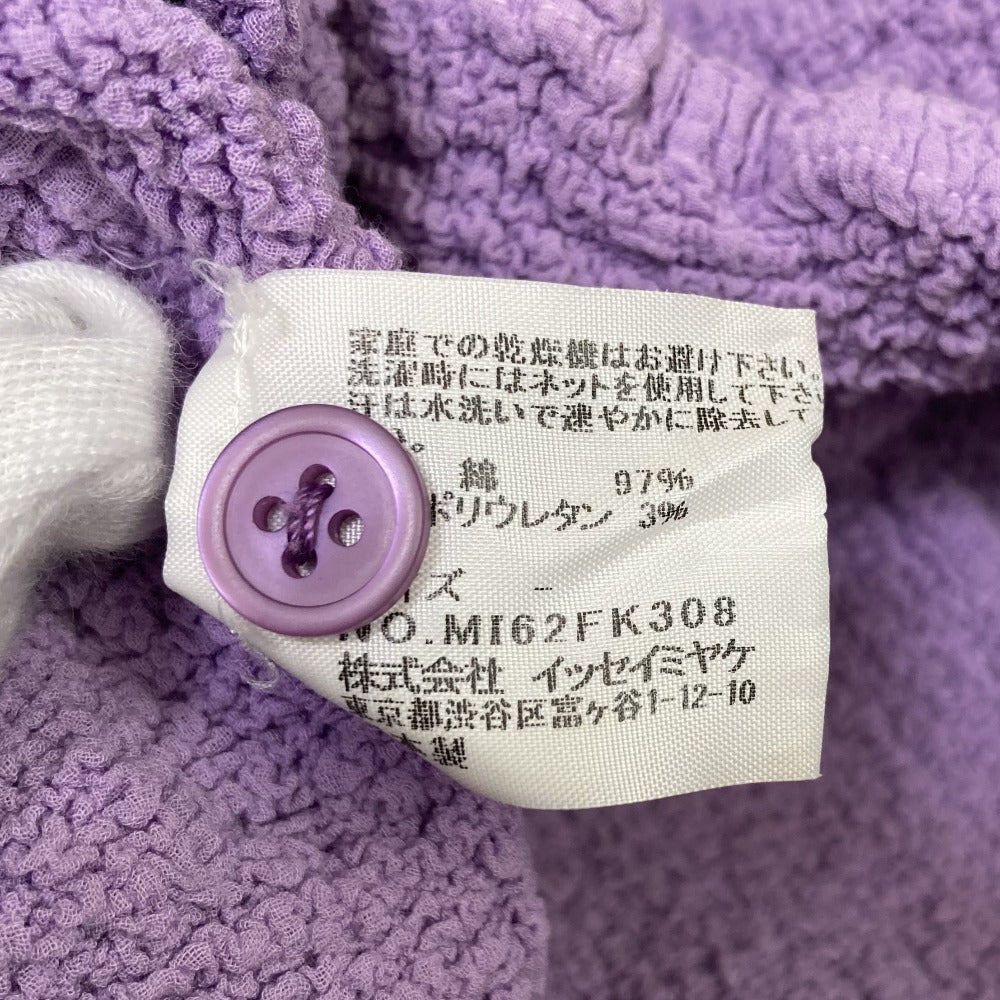 家庭での乾燥機はお避け下さい。
洗濯時にはネットを使用して下さ
汗は水洗いで速やかに除去して
。
綿 97%
ポリウレタン 3%
イズ -
NO.MI62FK308
株式会社 イッセイミヤケ
東京都渋谷区富ヶ谷1-12-10
本製